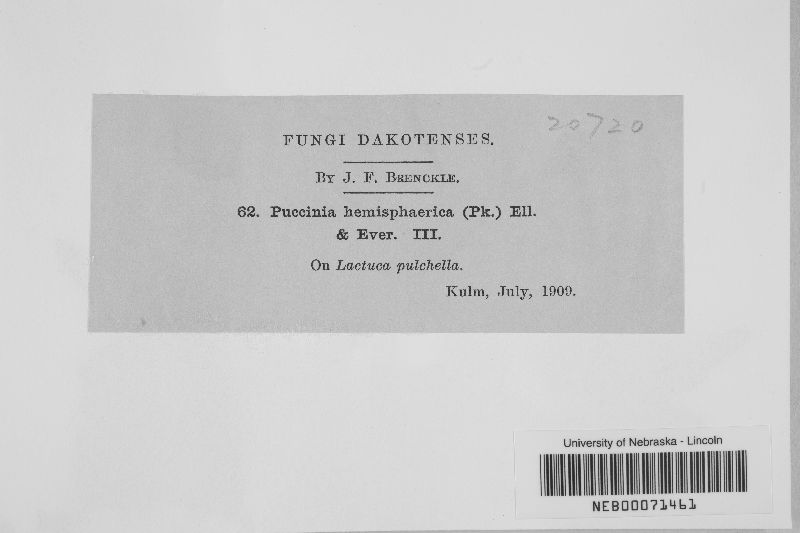 20720
FUNGI DAKOTENSES.
BY J. F. BRENCKLE.
62. Puccinia hemisphaerica (Pk.) Ell.
& Ever. III.
On Lactuca pulchella.
Kulm, July, 1909.
University of Nebraska - Lincoln
NEB00071461